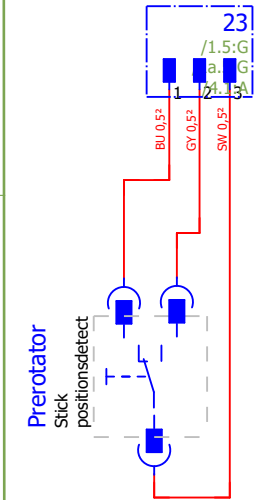 23
/1.5:G
1
2
3
BU 0,5²
GY 0,5²
SW 0,5²
Prerotator
Stick
positionsdetect